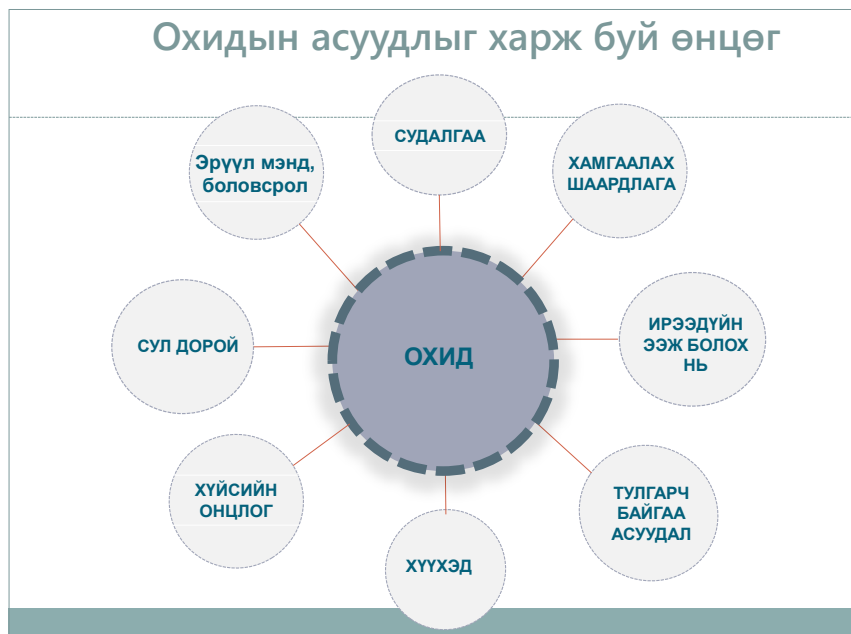 Охидын асуудлыг харж буй өнцөг
СУДАЛГАА
Эрүүл мэнд,
боловсрол
ХАМГААЛАХ
ШААРДЛАГА
СУЛ ДОРОЙ
ОХИД
ИРЭЭДҮЙН
ЭЭЖ БОЛОХ
НЬ
ХҮЙСИЙН
ОНЦЛОГ
ТУЛГАРЧ
БАЙГАА
АСУУДАЛ
ХҮҮХЭД